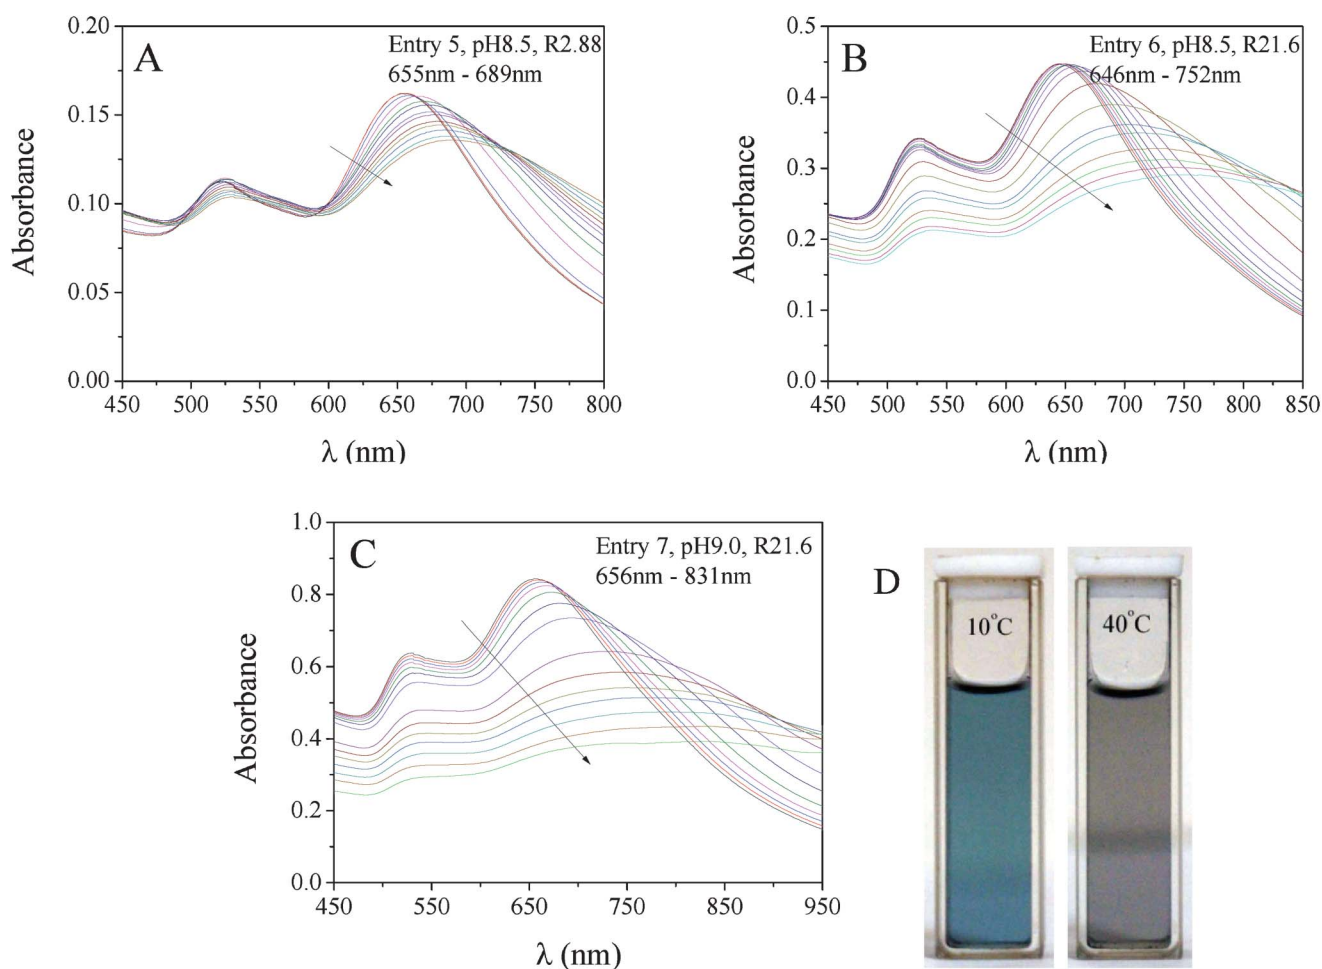 A
Entry 5, pH8.5, R2.88
655nm - 689nm
0.20
0.15
0.10
0.05
0.00
Absorbance
450 500 550 600 650 700 750 800
λ (nm)
B
Entry 6, pH8.5, R21.6
646nm - 752nm
0.5
0.4
0.3
0.2
0.1
0.0
Absorbance
450 500 550 600 650 700 750 800 850
λ (nm)
C
Entry 7, pH9.0, R21.6
656nm - 831nm
1.0
0.8
0.6
0.4
0.2
0.0
Absorbance
450 550 650 750 850 950
λ (nm)
D
10°C
40°C